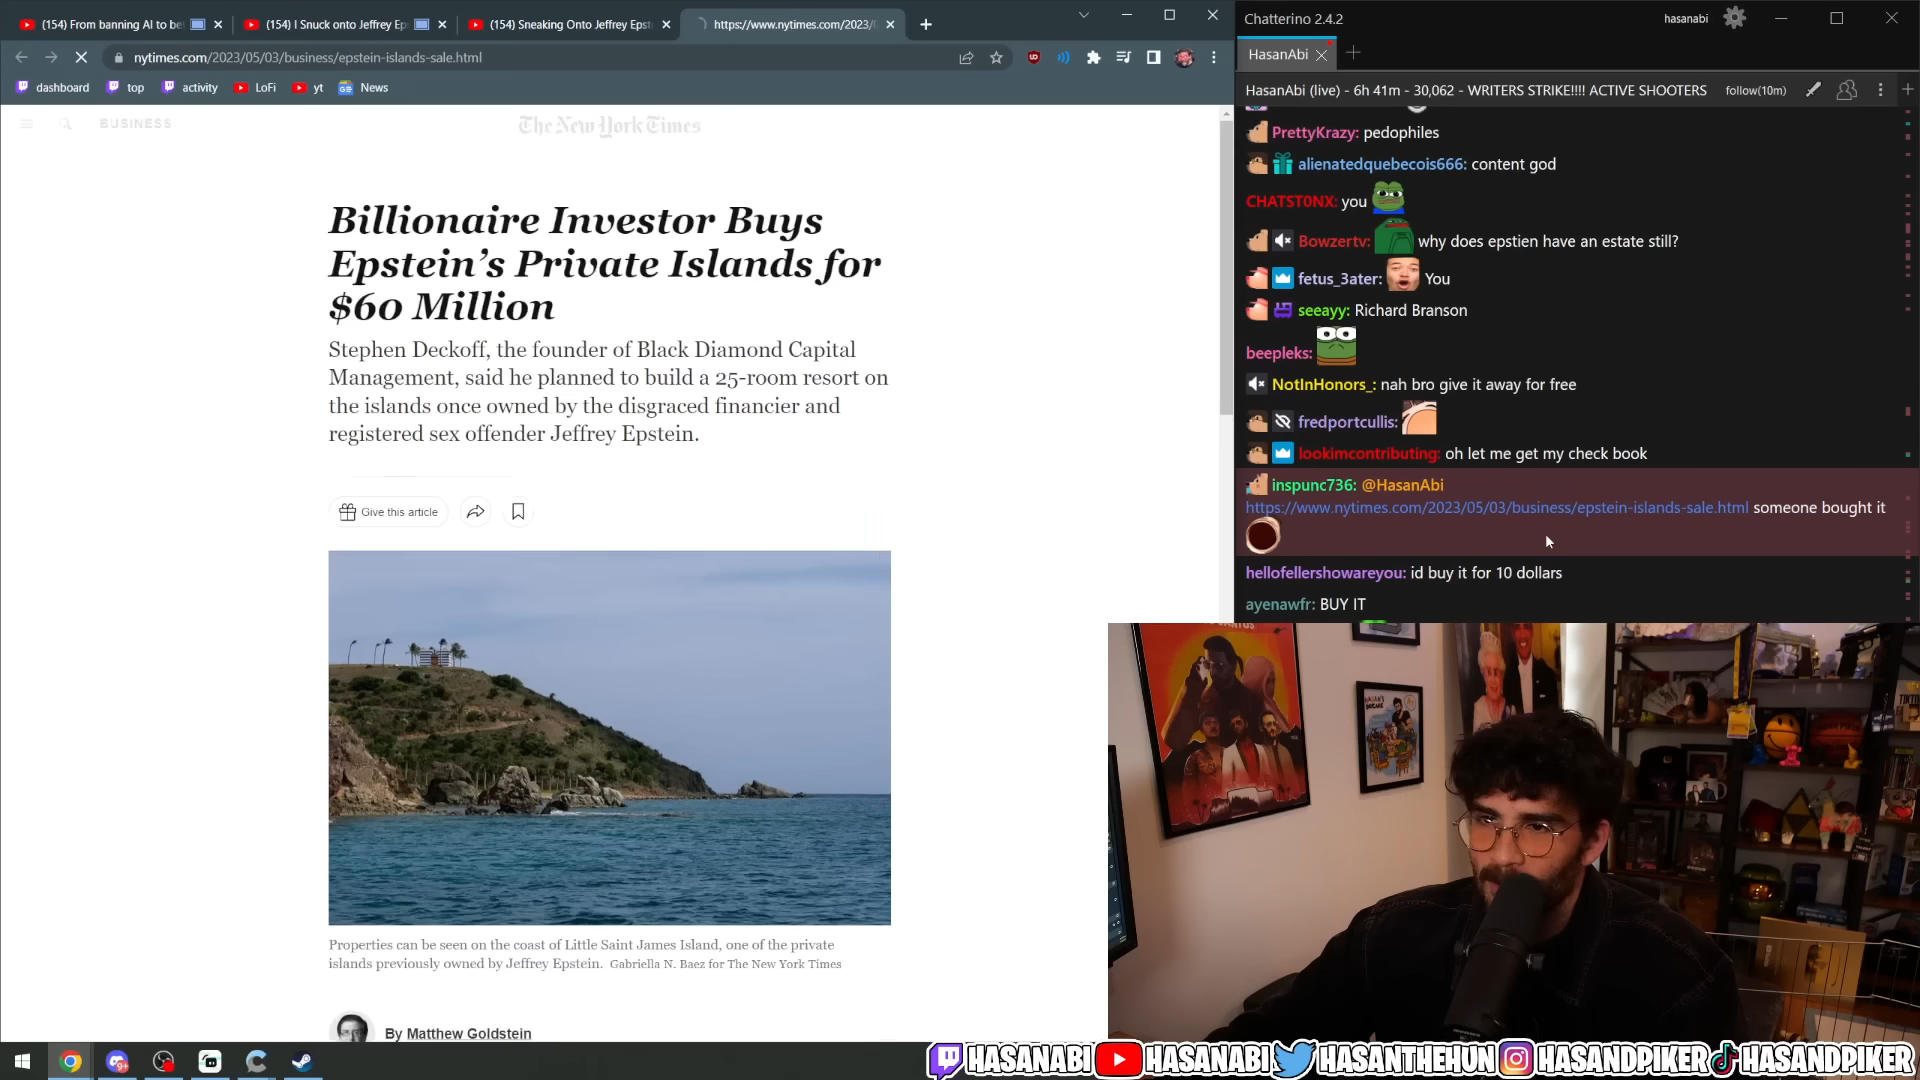 (154) From banning AI to be
(154) I Snuck onto Jeffrey Ep
(154) Sneaking Onto Jeffrey Epst
https://www.nytimes.com/2023/
nytimes.com/2023/05/03/business/epstein-islands-sale.html
dashboard
top
activity
LoFi
yt
News
BUSINESS
The New York Times
Billionaire Investor Buys
Epstein's Private Islands for
$60 Million
Stephen Deckoff, the founder of Black Diamond Capital
Management, said he planned to build a 25-room resort on
the islands once owned by the disgraced financier and
registered sex offender Jeffrey Epstein.
Give this article
Properties can be seen on the coast of Little Saint James Island, one of the private
islands previously owned by Jeffrey Epstein. Gabriella N. Baez for The New York Times
By Matthew Goldstein
Chatterino 2.4.2
hasanabi
HasanAbi
HasanAbi (live) - 6h 41m - 30,062 - WRITERS STRIKE!!!! ACTIVE SHOOTERS
follow(10m)
PrettyKrazy: pedophiles
alienatedquebecois666: content god
CHATST0NX: you
Bowzertv: why does epstien have an estate still?
fetus_3ater: You
seeayy: Richard Branson
beepleks:
NotInHonors_: nah bro give it away for free
fredportcullis:
lookimcontributing: oh let me get my check book
inspunc736: @HasanAbi
https://www.nytimes.com/2023/05/03/business/epstein-islands-sale.html someone bought it
hellofellershowareyou: id buy it for 10 dollars
ayenawfr: BUY IT
HASANABI
HASANABI
HASANTHEHUN
HASANDPIKER
HASANDPIKER